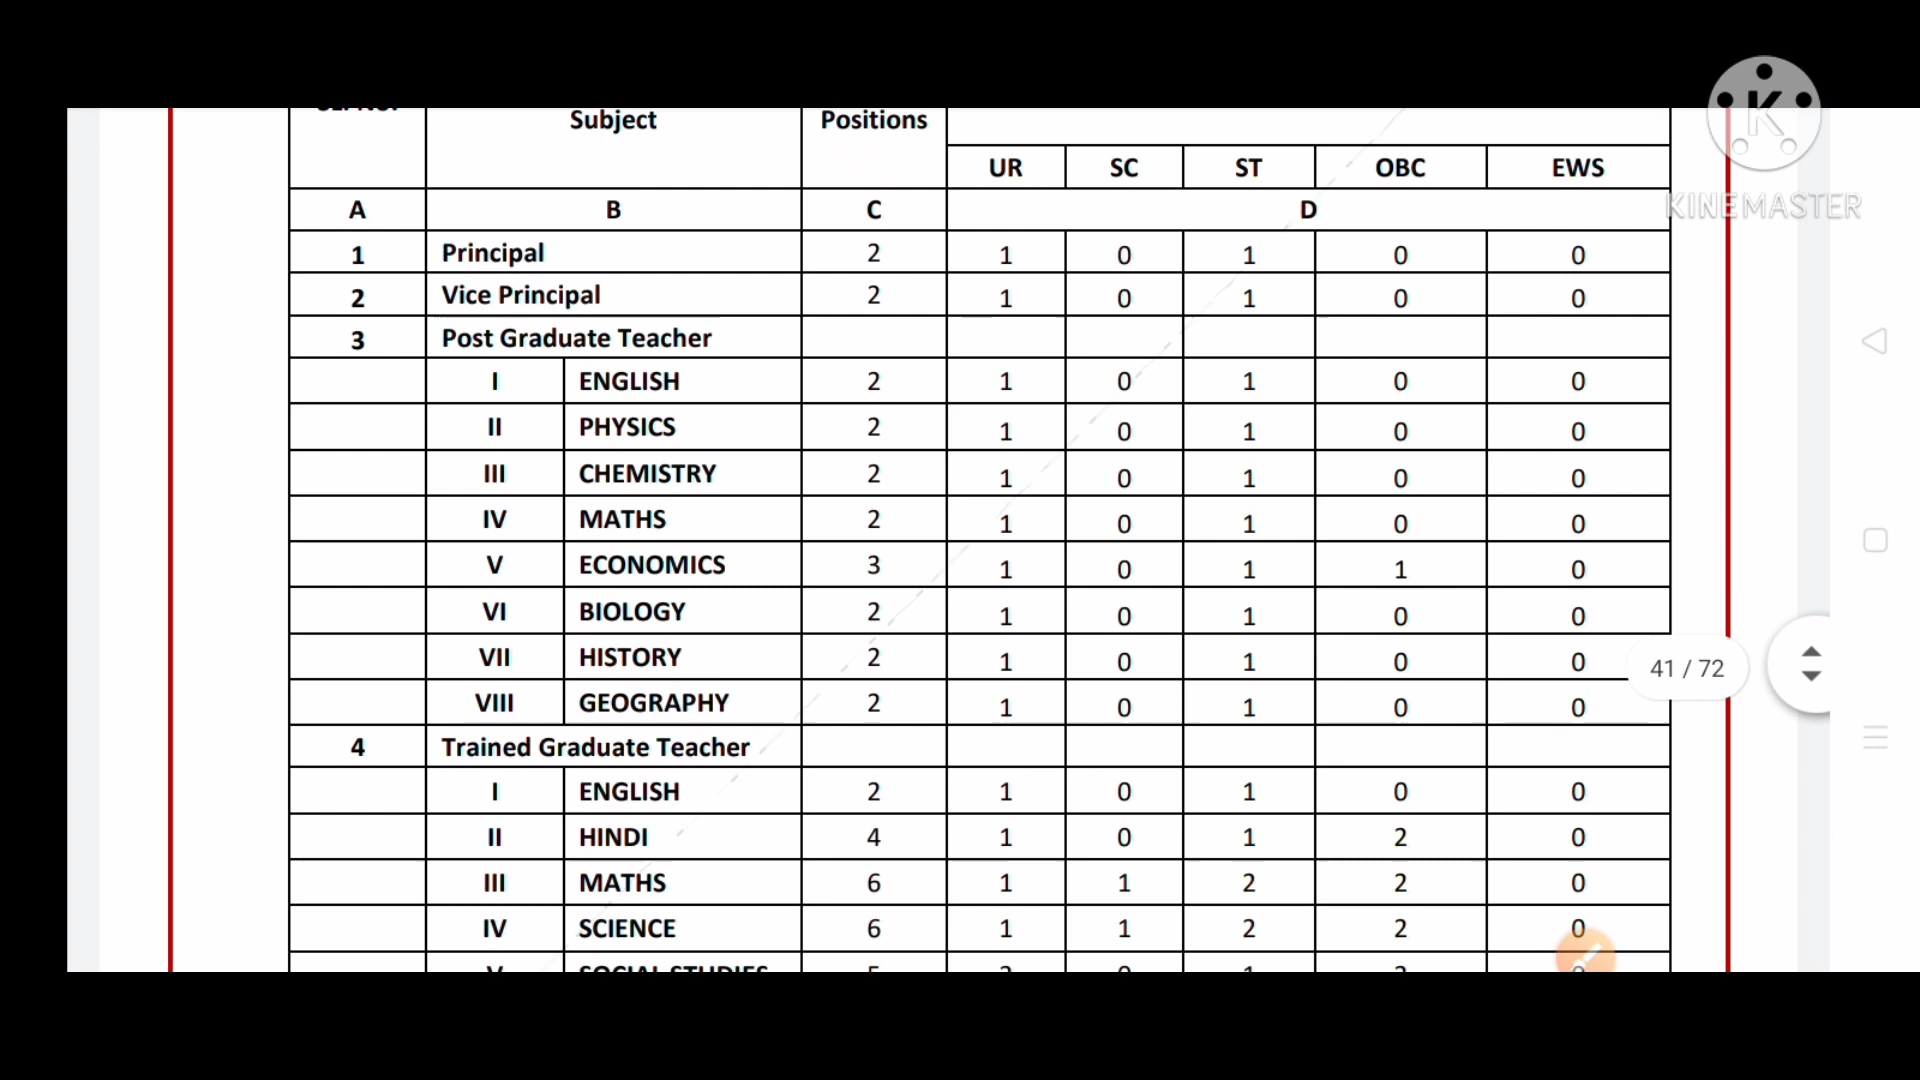 Subject Positions
UR SC ST OBC EWS
A B C D
1 Principal 2 1 0 1 0 0
2 Vice Principal 2 1 0 1 0 0
3 Post Graduate Teacher
I ENGLISH 2 1 0 1 0 0
II PHYSICS 2 1 0 1 0 0
III CHEMISTRY 2 1 0 1 0 0
IV MATHS 2 1 0 1 0 0
V ECONOMICS 3 1 0 1 1 0
VI BIOLOGY 2 1 0 1 0 0
VII HISTORY 2 1 0 1 0 0
VIII GEOGRAPHY 2 1 0 1 0 0
4 Trained Graduate Teacher
I ENGLISH 2 1 0 1 0 0
II HINDI 4 1 0 1 2 0
III MATHS 6 1 1 2 2 0
IV SCIENCE 6 1 1 2 2 0
V SOCIAL STUDIES
41 / 72
K
KINEMASTER